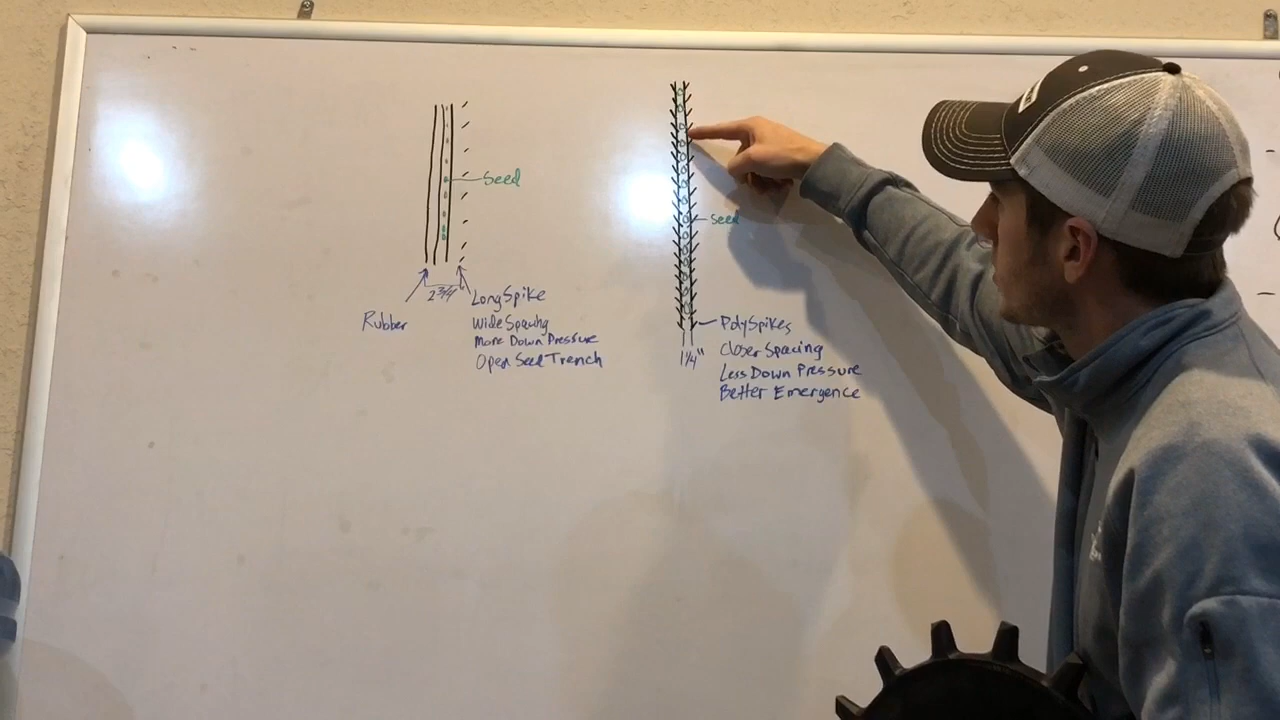 Seed
2 3/4"
Rubber
Long Spike
Wide Spacing
More Down Pressure
Open Seed Trench
Seed
1 1/4"
Poly Spikes
Closer Spacing
Less Down Pressure
Better Emergence